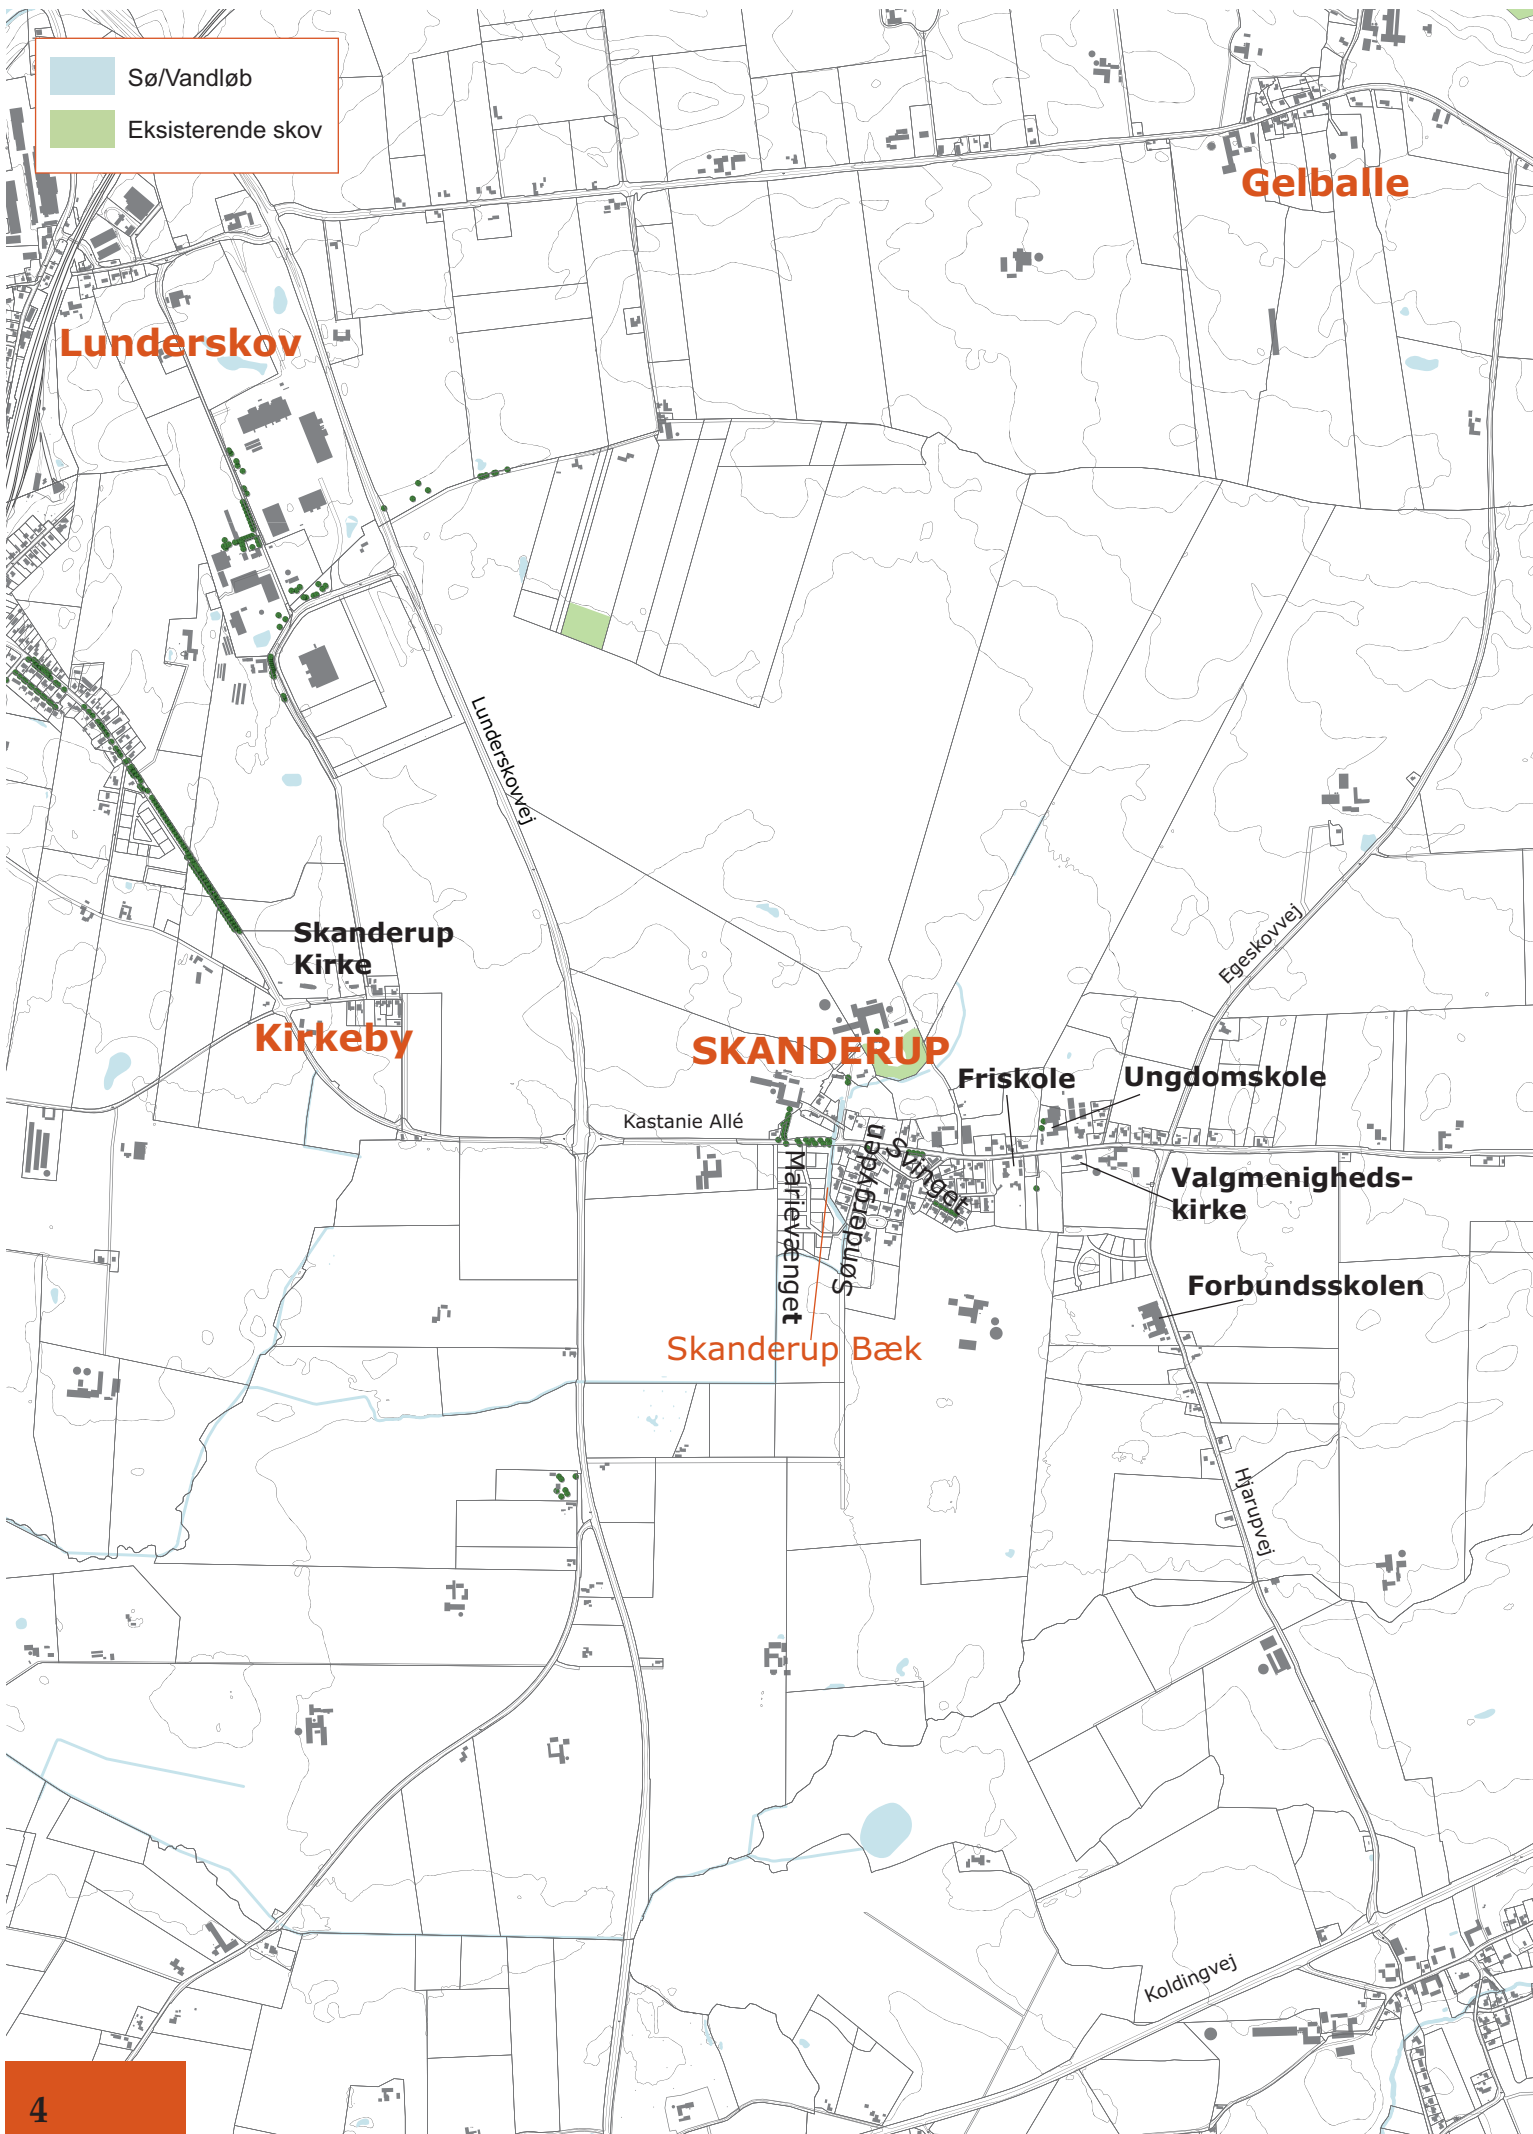 Sø/Vandløb
Eksisterende skov
Gelballe
Lunderskov
Lunderskovvej
Egeskovvej
Skanderup
Kirke
Kirkeby
SKANDERUP
Friskole
Ungdomskole
Kastanie Allé
Marievænget
Søndergyden
Svinget
Valgmenigheds-
kirke
Forbundsskolen
Skanderup Bæk
Hjarupvej
Koldingvej
4